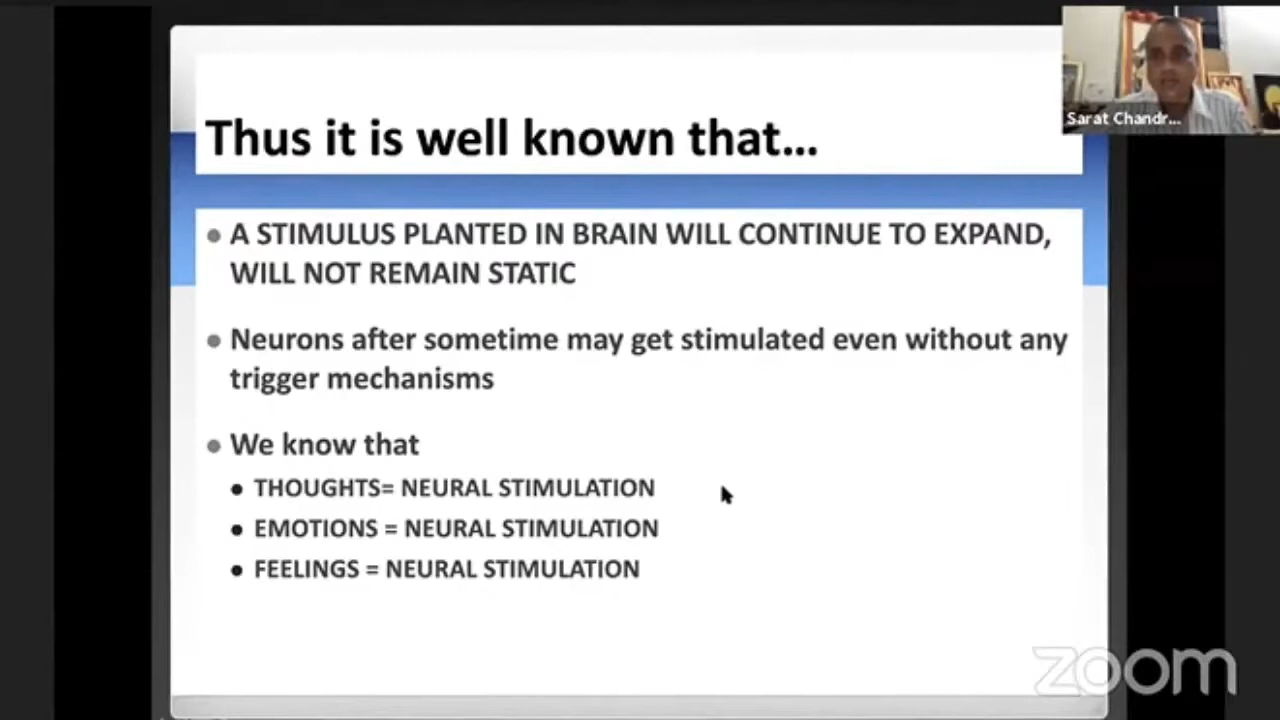 Thus it is well known that...
Sarat Chandr...
A STIMULUS PLANTED IN BRAIN WILL CONTINUE TO EXPAND,
WILL NOT REMAIN STATIC
Neurons after sometime may get stimulated even without any
trigger mechanisms
We know that
THOUGHTS= NEURAL STIMULATION
EMOTIONS = NEURAL STIMULATION
FEELINGS = NEURAL STIMULATION
zoom